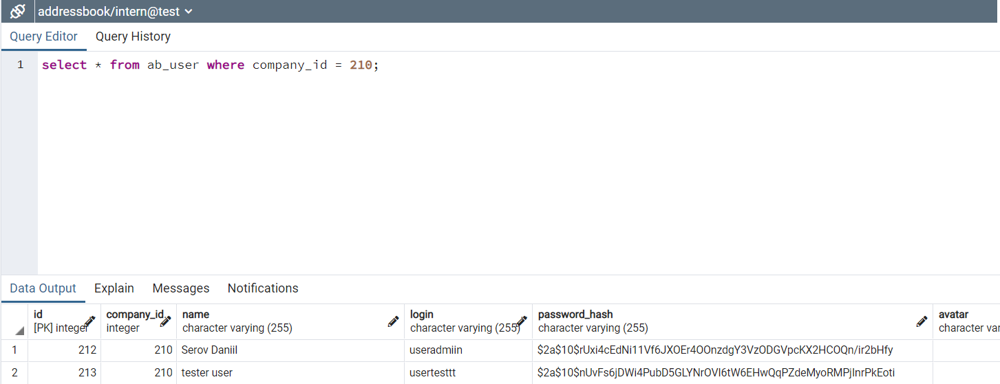 addressbook/intern@test
Query Editor Query History
1 select * from ab_user where company_id = 210;
Data Output Explain Messages Notifications
id company_id name login password_hash avatar
[PK] integer integer character varying (255) character varying (255) character varying (255) character var
1 212 210 Serov Daniil useradmiin $2a$10$rUxi4cEdNi11Vf6JXOEr4OOnzdgY3VzODGVpcKX2HCOQn/ir2bHfy
2 213 210 tester user usertesttt $2a$10$nUvFs6jDWi4PubD5GLYNrOVl6tW6EHwQqPZdeMyoRMPjlnrPkEoti